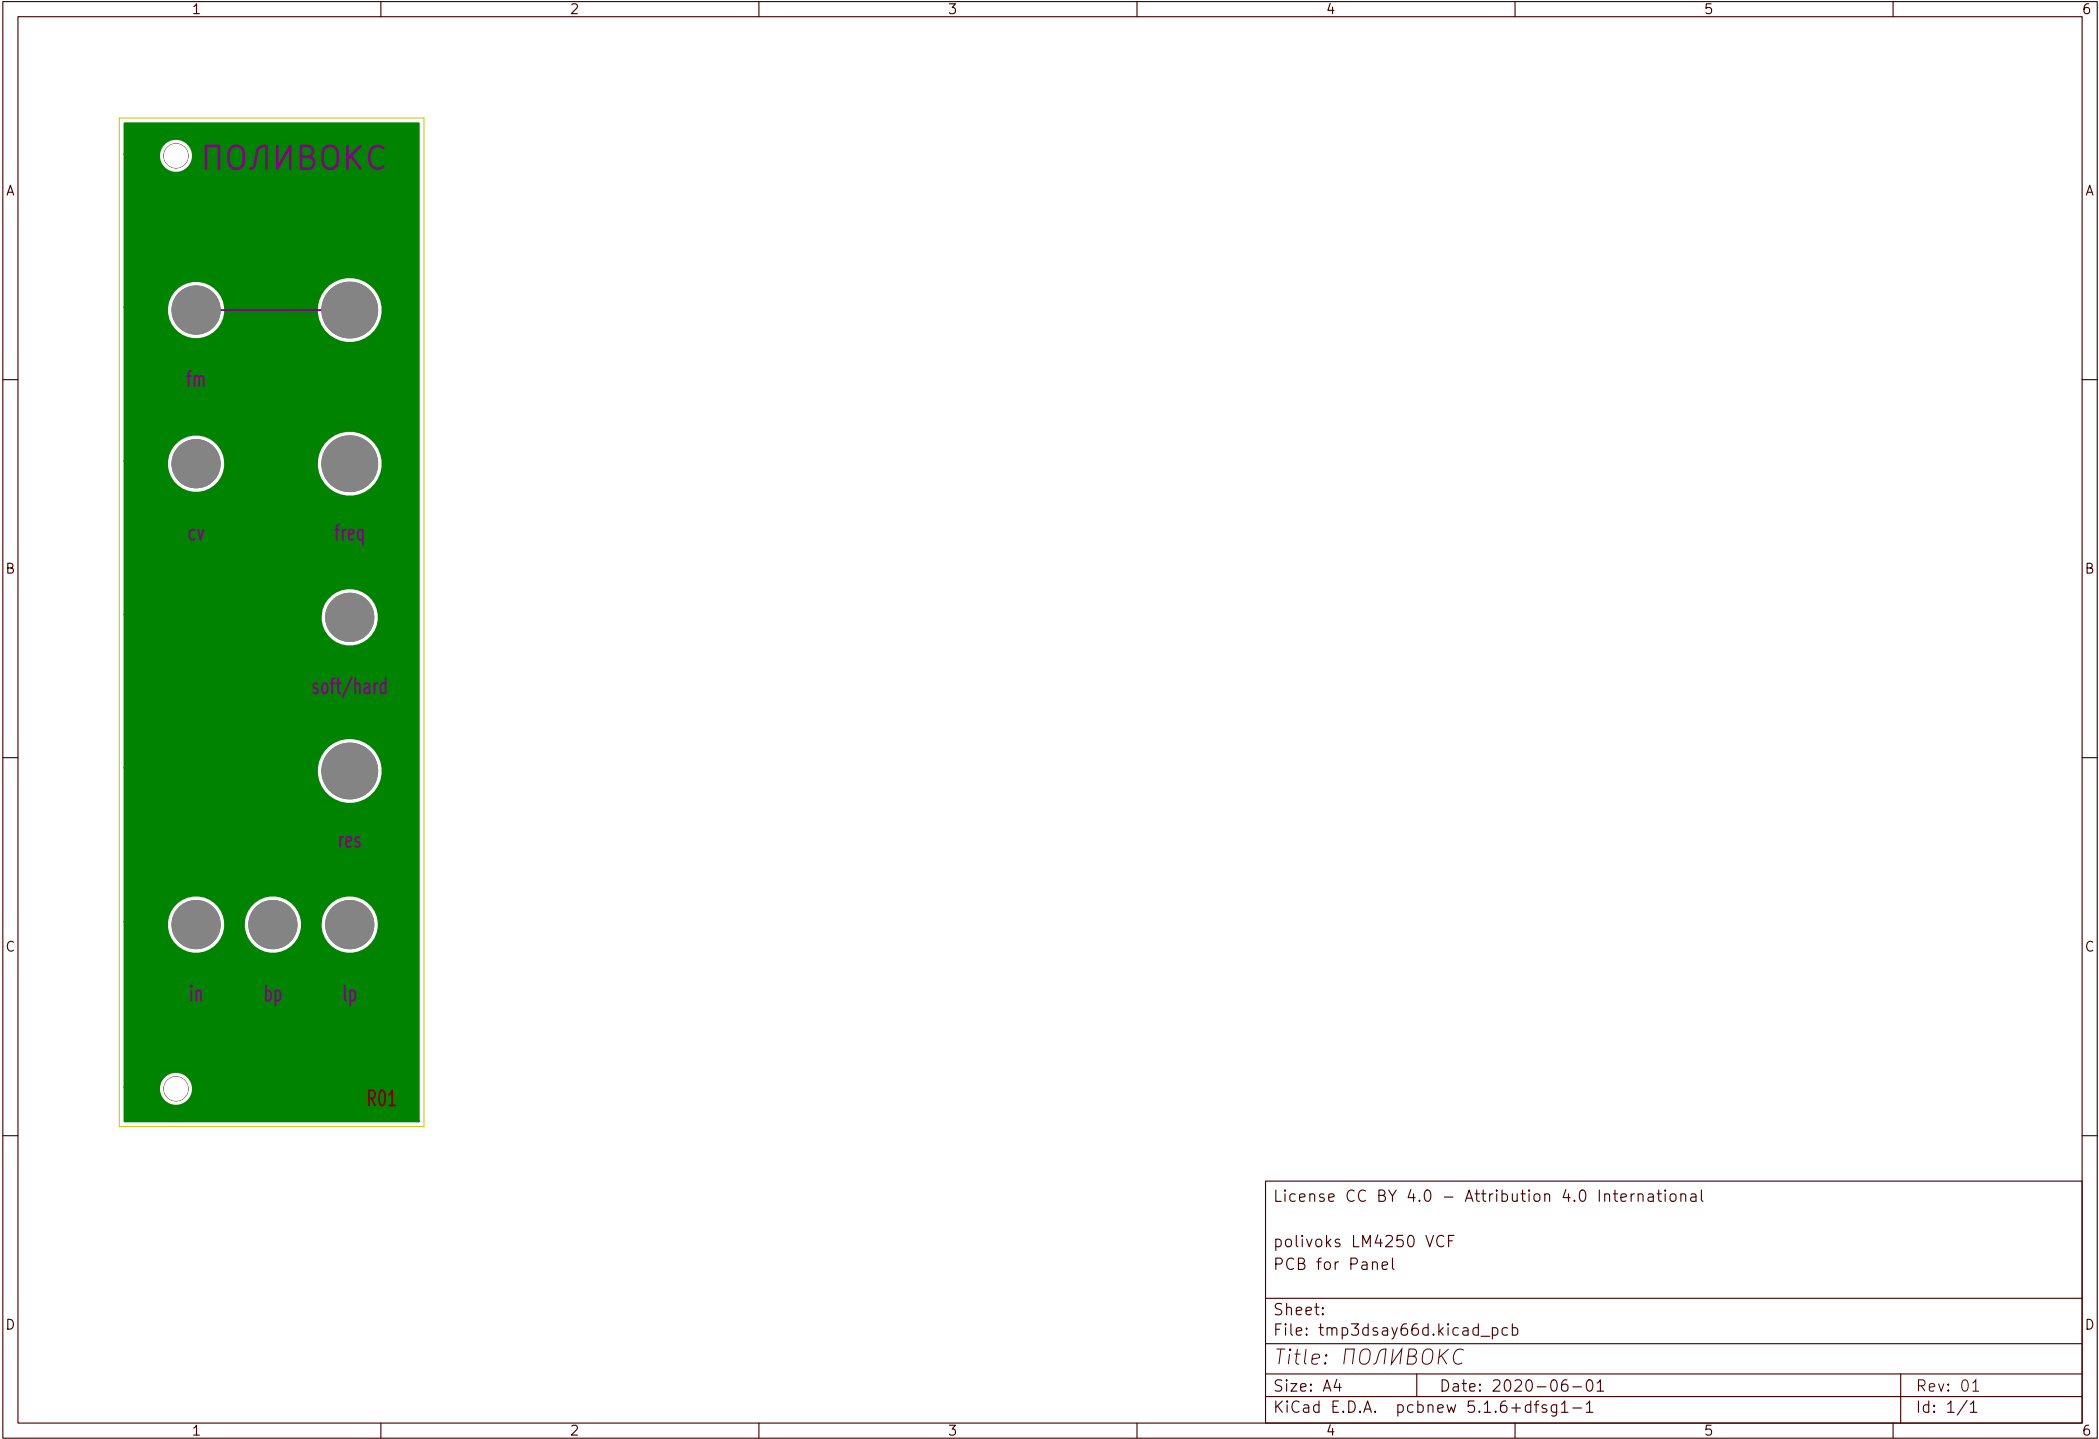 1 2 3 4 5 6
ПОЛИВОКС
A A
fm
cv freq
B B
soft/hard
res
C C
in bp lp
R01
License CC BY 4.0 - Attribution 4.0 International
polivoks LM4250 VCF
PCB for Panel
Sheet:
D D
File: tmp3dsay66d.kicad_pcb
Title: ПОЛИВОКС
Size: A4 Date: 2020-06-01 Rev: 01
KiCad E.D.A. pcbnew 5.1.6+dfsg1-1 Id: 1/1
1 2 3 4 5 6